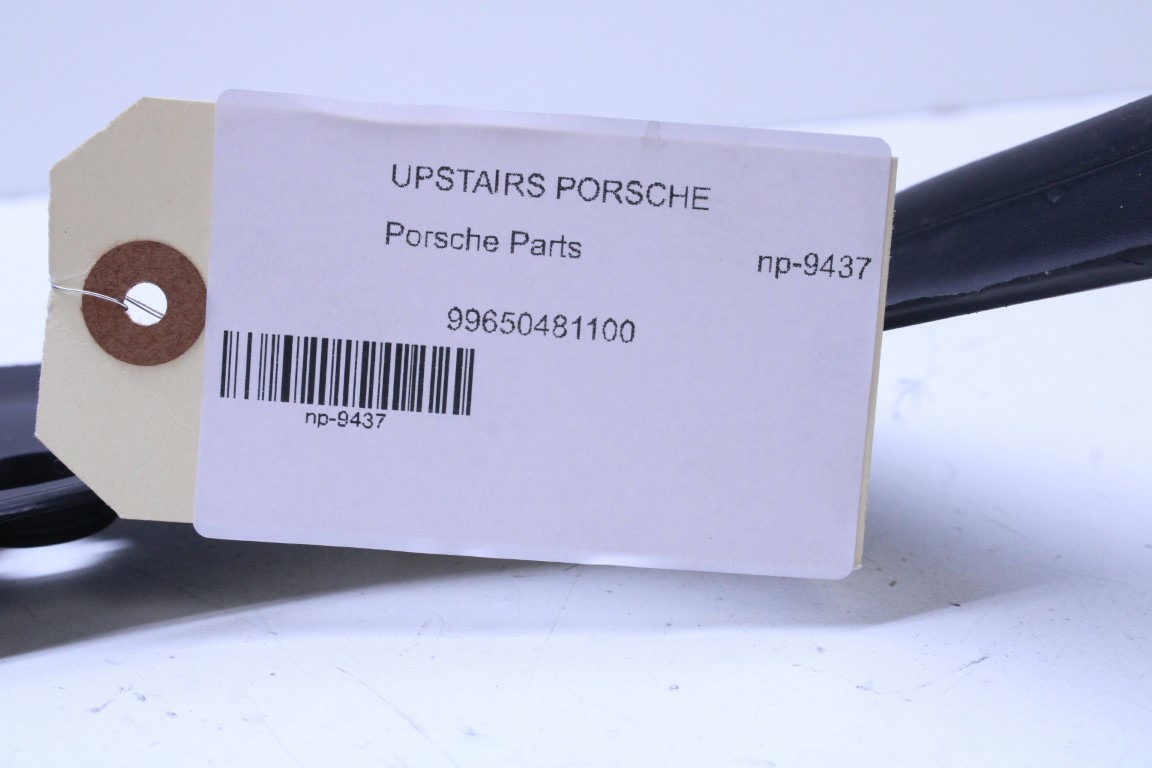 UPSTAIRS PORSCHE
Porsche Parts
np-9437
99650481100
np-9437